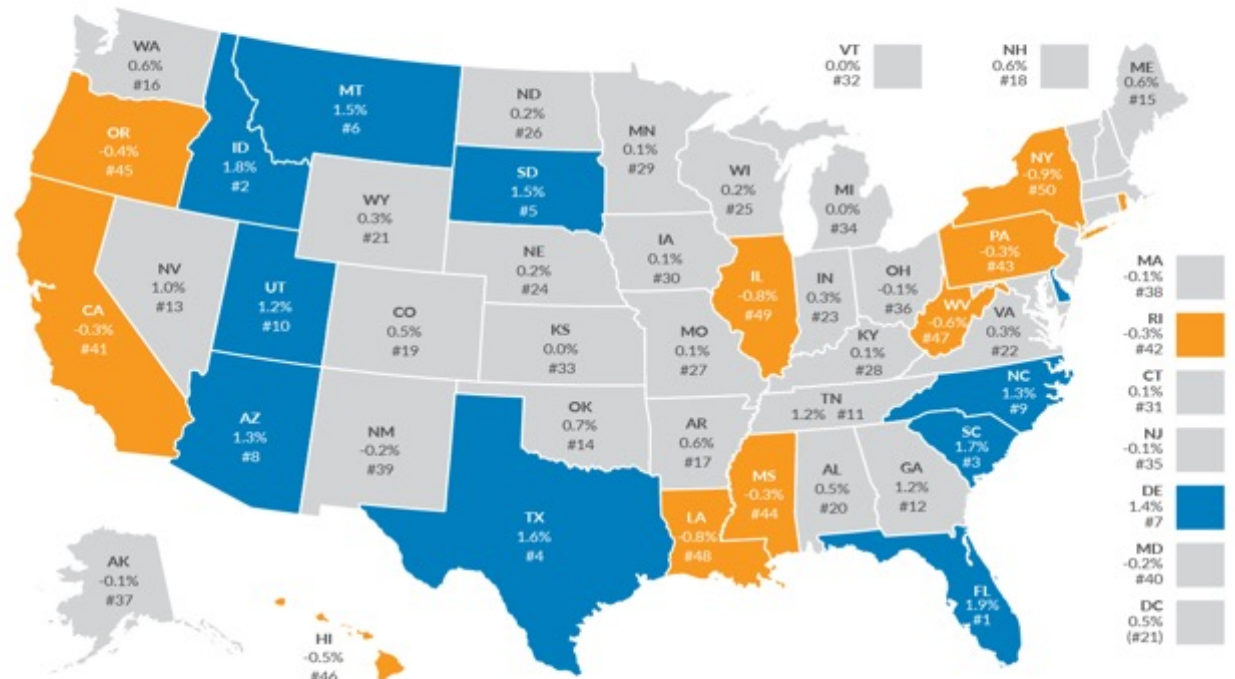 WA
0.6%
#16
OR
-0.4%
#45
CA
-0.3%
#41
ID
1.8%
#2
MT
1.5%
#6
NV
1.0%
#13
UT
1.2%
#10
AZ
1.3%
#8
WY
0.3%
#21
CO
0.5%
#19
NM
-0.2%
#39
ND
0.2%
#26
SD
1.5%
#5
NE
0.2%
#24
KS
0.0%
#33
OK
0.7%
#14
TX
1.6%
#4
MN
0.1%
#29
IA
0.1%
#30
MO
0.1%
#27
AR
0.6%
#17
LA
-0.8%
#48
WI
0.2%
#25
IL
-0.8%
#49
MS
-0.3%
#44
MI
0.0%
#34
IN
0.3%
#23
OH
-0.1%
#36
KY
0.1%
#28
TN
1.2% #11
AL
0.5%
#20
GA
1.2%
#12
FL
1.9%
#1
SC
1.7%
#3
NC
1.3%
#9
VA
0.3%
#22
WV
-0.6%
#47
PA
-0.3%
#43
NY
-0.9%
#50
VT
0.0%
#32
NH
0.6%
#18
ME
0.6%
#15
MA
-0.1%
#38
RI
-0.3%
#42
CT
0.1%
#31
NJ
-0.1%
#35
DE
1.4%
#7
MD
-0.2%
#40
DC
0.5%
(#21)
AK
-0.1%
#37
HI
-0.5%
#46